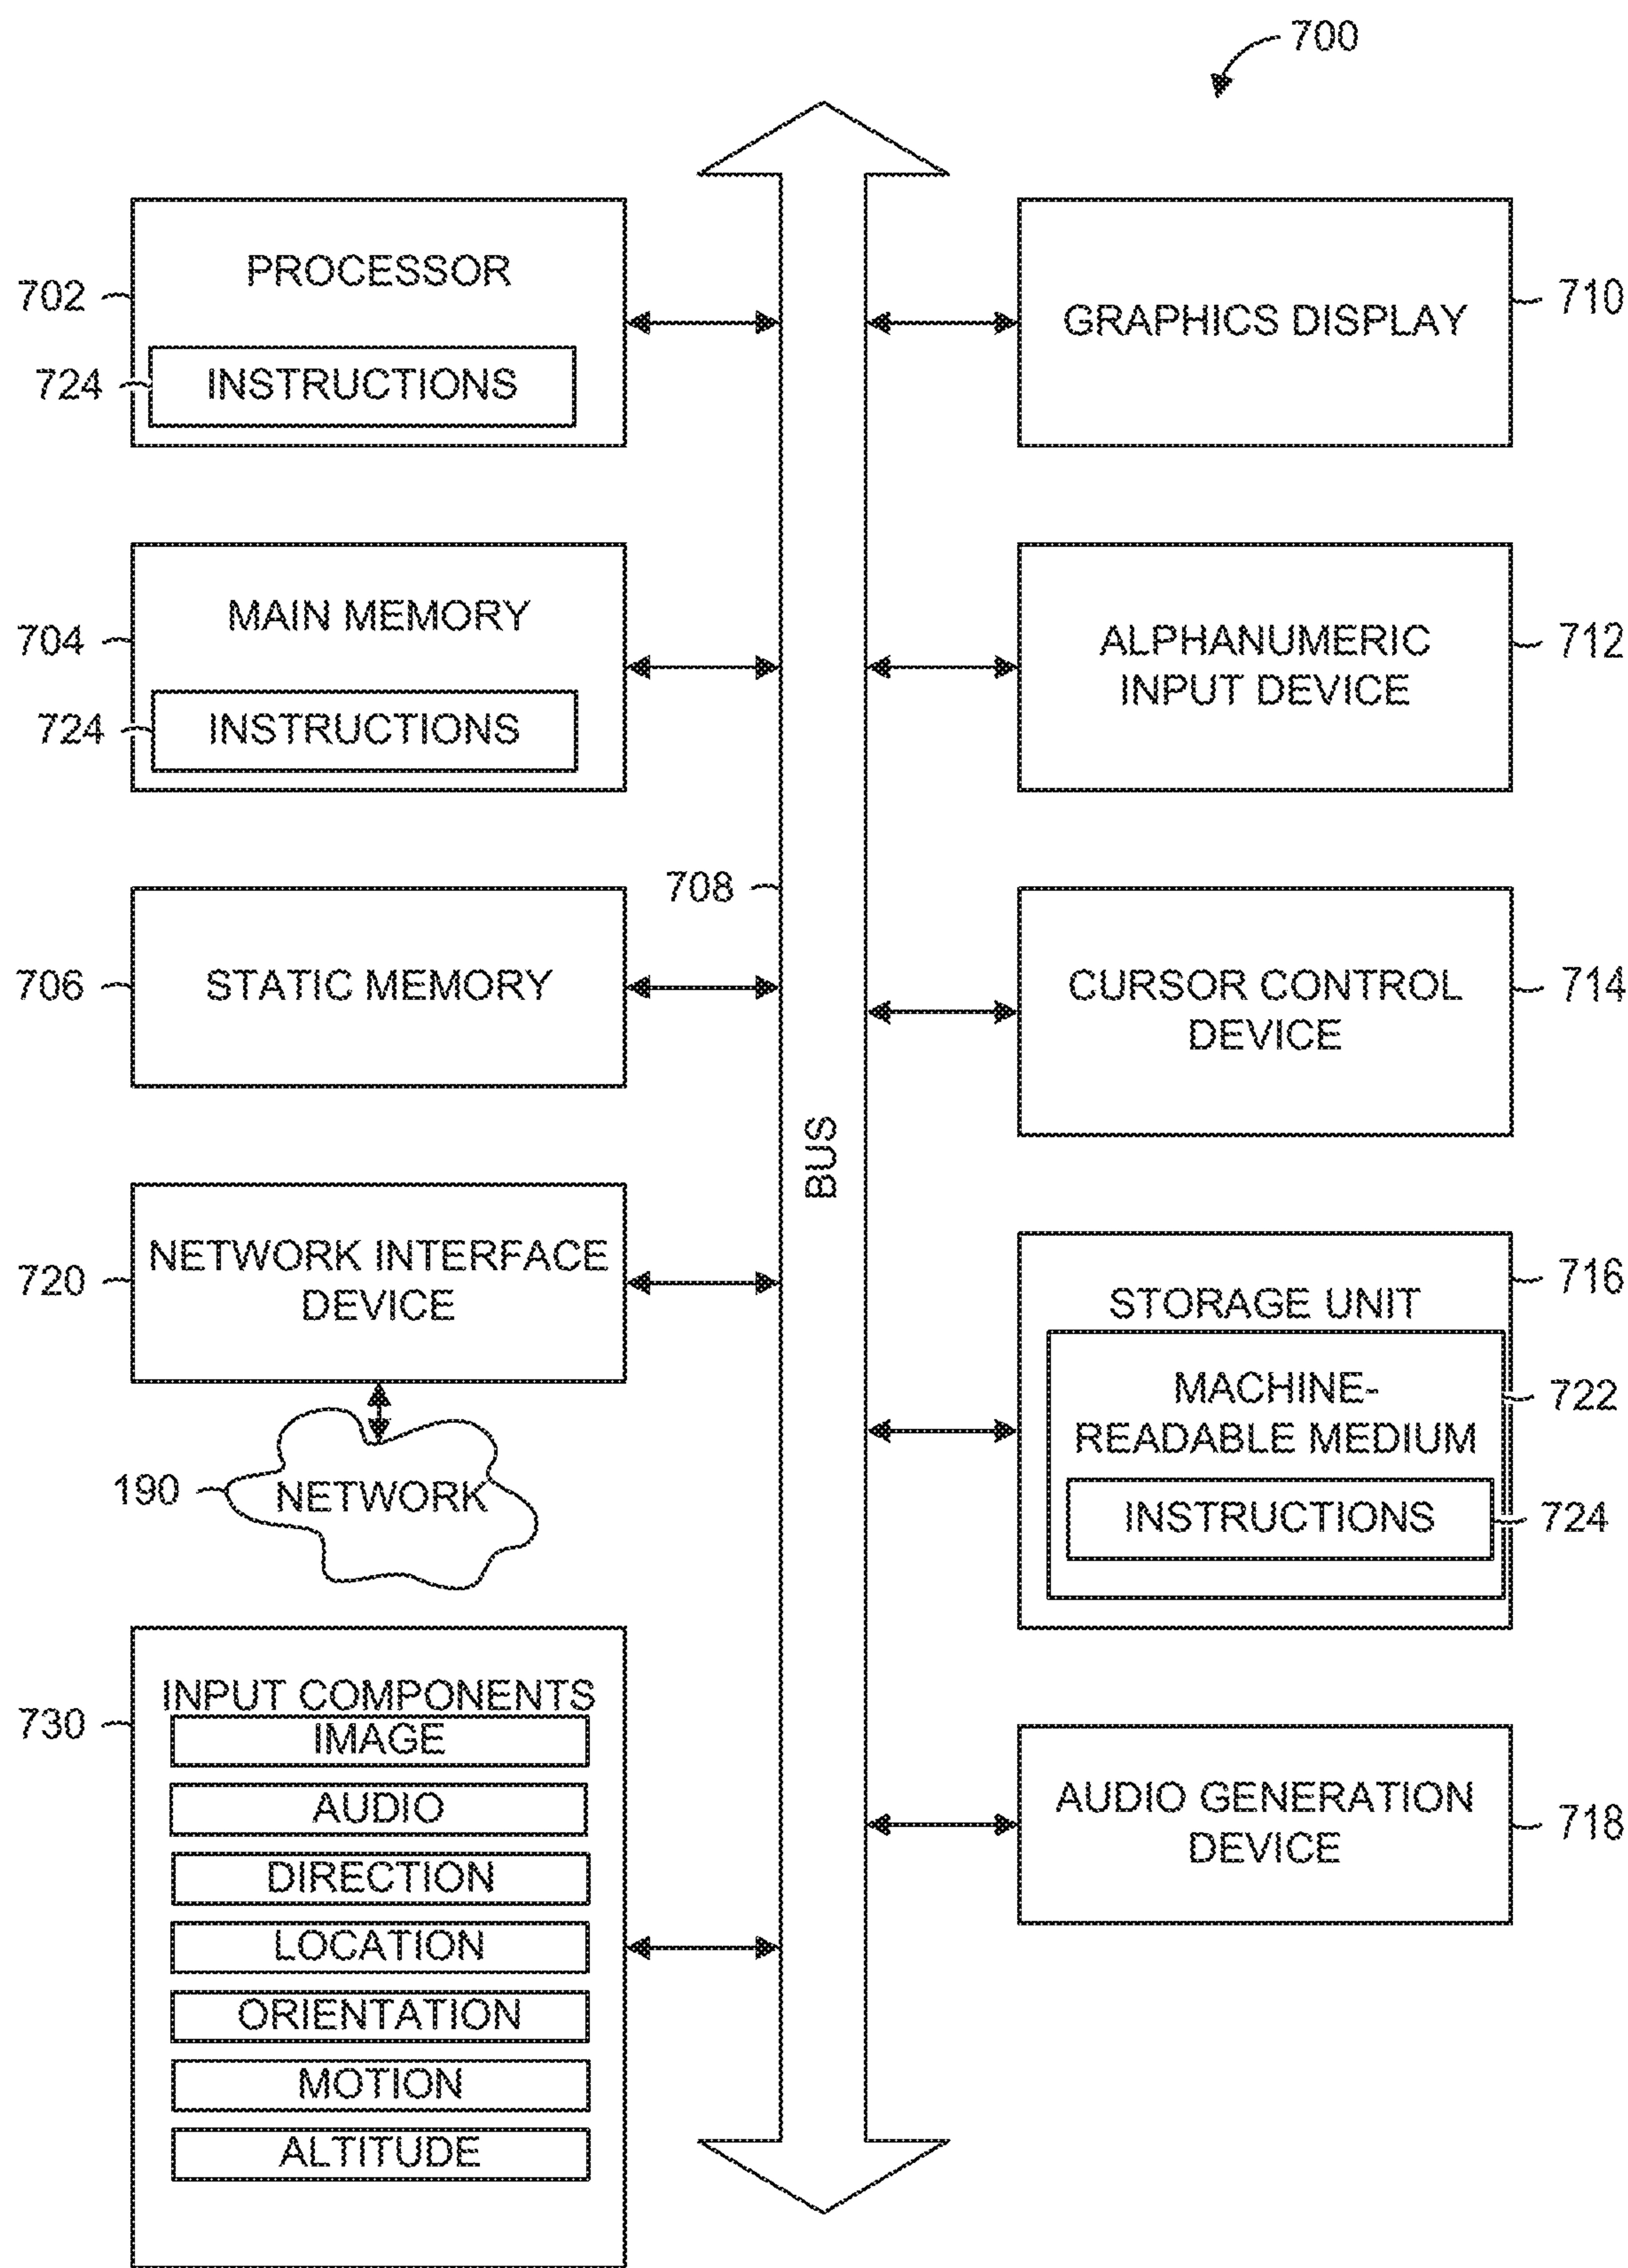 700
PROCESSOR
702
724
INSTRUCTIONS
MAIN MEMORY
704
724
INSTRUCTIONS
708
706
STATIC MEMORY
720
NETWORK INTERFACE
DEVICE
190
NETWORK
730
INPUT COMPONENTS
IMAGE
AUDIO
DIRECTION
LOCATION
ORIENTATION
MOTION
ALTITUDE
BUS
GRAPHICS DISPLAY
710
ALPHANUMERIC
INPUT DEVICE
712
CURSOR CONTROL
DEVICE
714
STORAGE UNIT
716
MACHINE-
READABLE MEDIUM
722
INSTRUCTIONS
724
AUDIO GENERATION
DEVICE
718